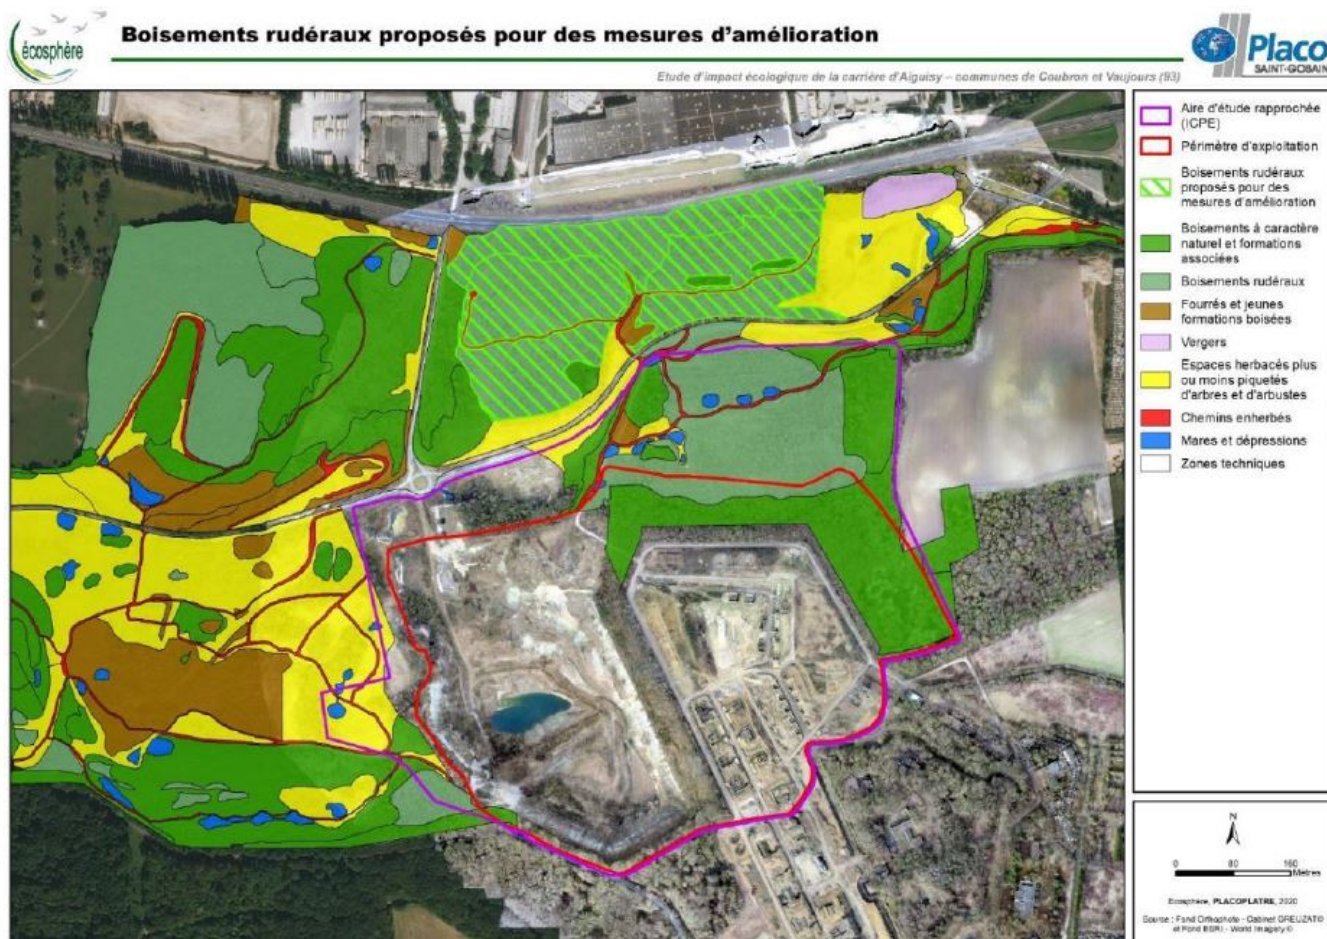 écosphère
Boisements rudéraux proposés pour des mesures d'amélioration
Placo
SAINT-GOBAIN
Etude d'impact écologique de la carrière d'Aiguisy – communes de Coubron et Vaujours (93)
Aire d'étude rapprochée
(ICPE)
Périmètre d'exploitation
Boisements rudéraux
proposés pour des
mesures d'amélioration
Boisements à caractère
naturel et formations
associées
Boisements rudéraux
Fourrés et jeunes
formations boisées
Vergers
Espaces herbacés plus
ou moins piquetés
d'arbres et d'arbustes
Chemins enherbés
Mares et dépressions
Zones techniques
N
0 80 160
Mètres
Ecosphère, PLACOPLATRE, 2020
Source : Fond Orthophoto - Cabinet GREUZAT©
et Fond ESRI - World Imagery ©